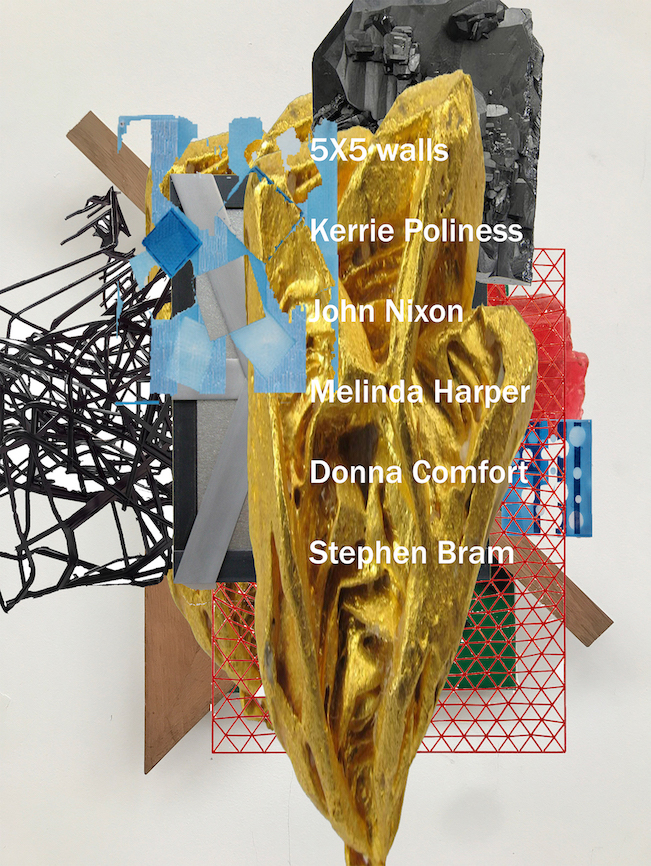 5X5 walls
Kerrie Poliness
John Nixon
Melinda Harper
Donna Comfort
Stephen Bram